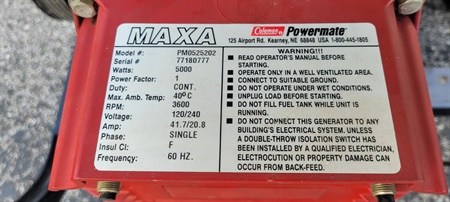 MAXA
Coleman Powermate
125 Airport Rd. Kearney, NE 68848 USA 1-800-445-1805
Model #: PM0525202
Serial # 77180777
Watts: 5000
Power Factor: 1
Duty: CONT.
Max. Amb. Temp: 40°C
RPM: 3600
Voltage: 120/240
Amp: 41.7/20.8
Phase: SINGLE
Insul Cl: F
Frequency: 60 HZ.
WARNING!!!
■ READ OPERATOR'S MANUAL BEFORE
STARTING.
■ OPERATE ONLY IN A WELL VENTILATED AREA.
■ CONNECT TO SUITABLE GROUND.
■ DO NOT OPERATE UNDER WET CONDITIONS.
■ UNPLUG LOAD BEFORE STARTING.
■ DO NOT FILL FUEL TANK WHILE UNIT IS
RUNNING.
■ DO NOT CONNECT THIS GENERATOR TO ANY
BUILDING'S ELECTRICAL SYSTEM, UNLESS
A DOUBLE-THROW ISOLATION SWITCH HAS
BEEN INSTALLED BY A QUALIFIED ELECTRICIAN,
ELECTROCUTION OR PROPERTY DAMAGE CAN
OCCUR FROM BACK-FEED.